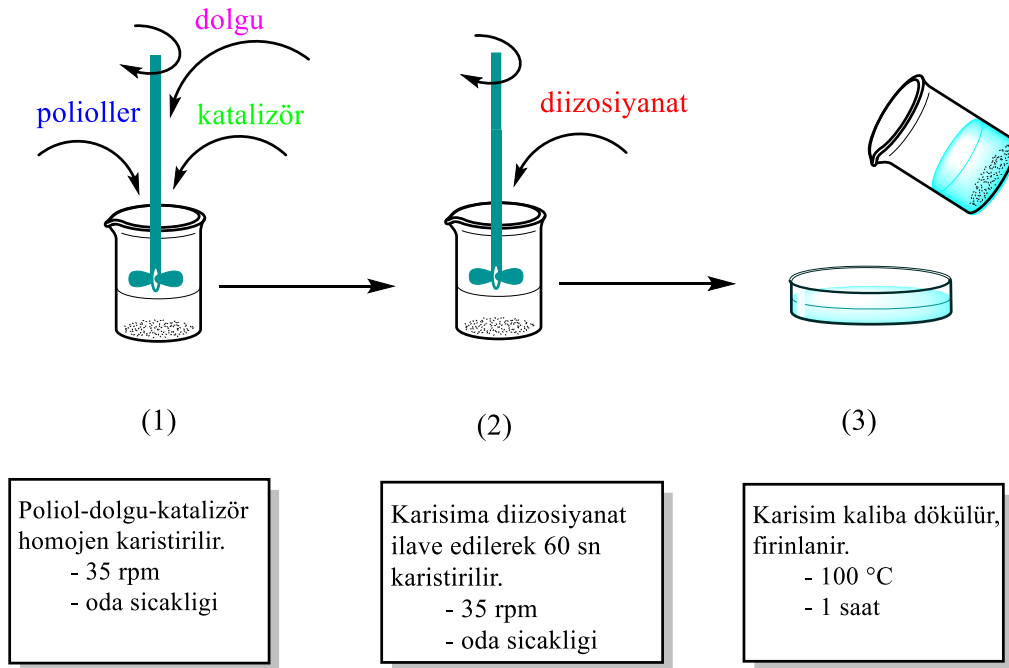 dolgu
polioller
katalizör
diizosiyanat
(1)
(2)
(3)
Poliol-dolgu-katalizör
homojen karistirilir.
- 35 rpm
- oda sicakligi
Karisima diizosiyanat
ilave edilerek 60 sn
karistirilir.
- 35 rpm
- oda sicakligi
Karisim kaliba dökülür,
firinlanir.
- 100 °C
- 1 saat